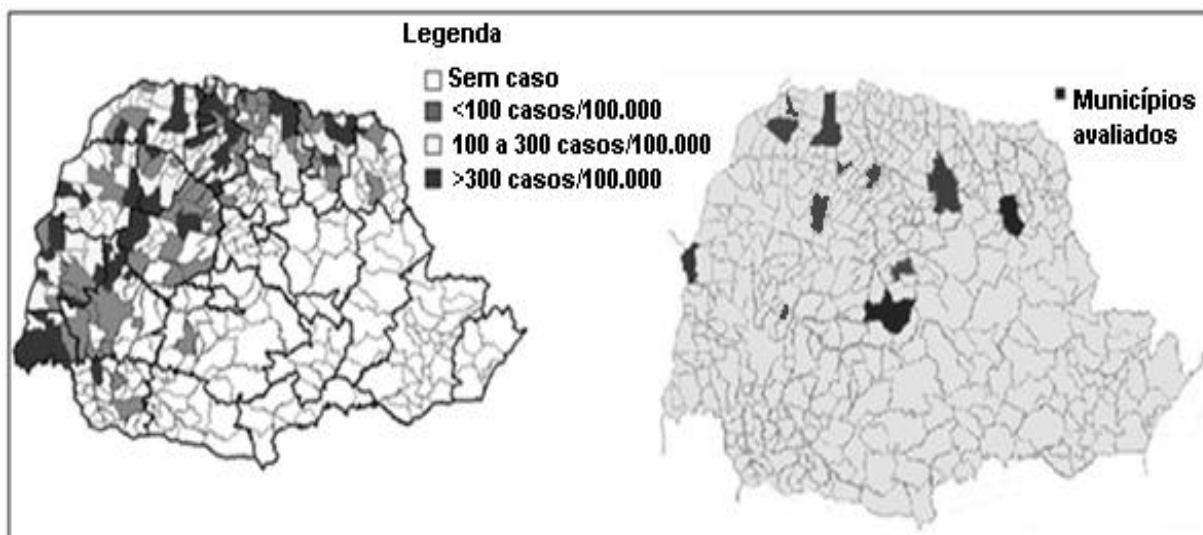 Legenda
Sem caso
<100 casos/100.000
100 a 300 casos/100.000
>300 casos/100.000
Municípios
avaliados